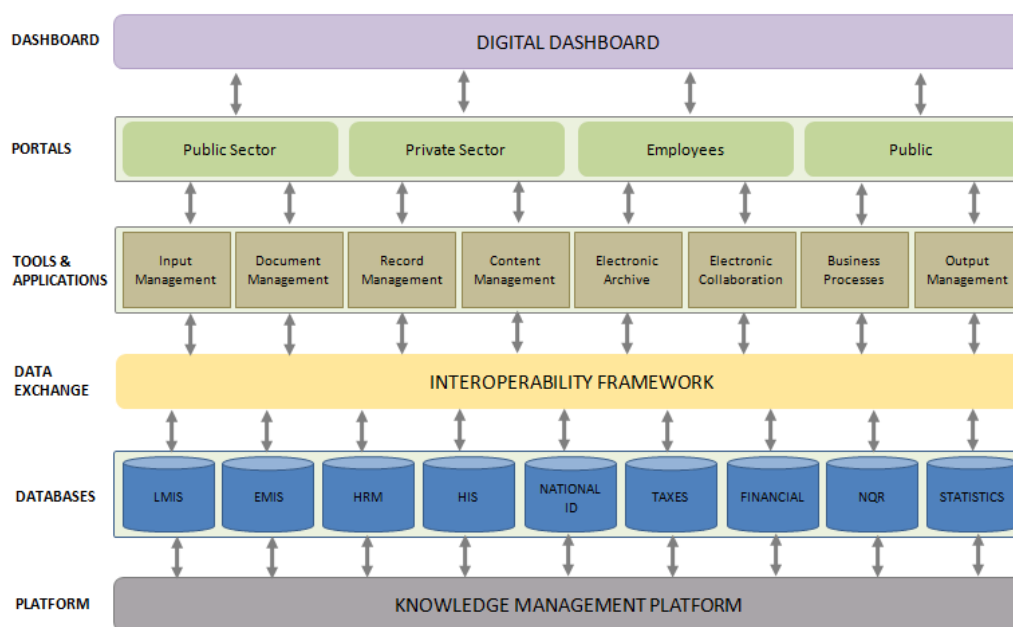 DASHBOARD
DIGITAL DASHBOARD
PORTALS
Public Sector
Private Sector
Employees
Public
TOOLS &
APPLICATIONS
Input
Management
Document
Management
Record
Management
Content
Management
Electronic
Archive
Electronic
Collaboration
Business
Processes
Output
Management
DATA
EXCHANGE
INTEROPERABILITY FRAMEWORK
DATABASES
LMIS
EMIS
HRM
HIS
NATIONAL
ID
TAXES
FINANCIAL
NQR
STATISTICS
PLATFORM
KNOWLEDGE MANAGEMENT PLATFORM